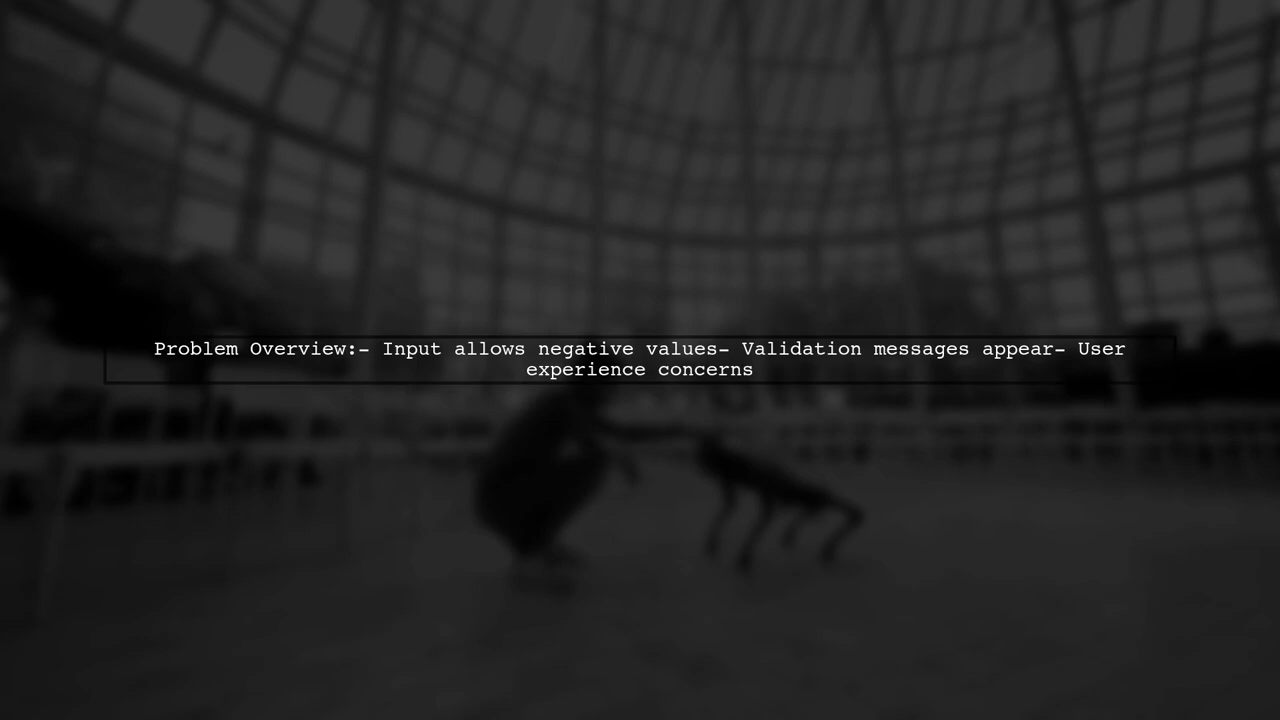 Problem Overview:- Input allows negative values- Validation messages appear- User
experience concerns